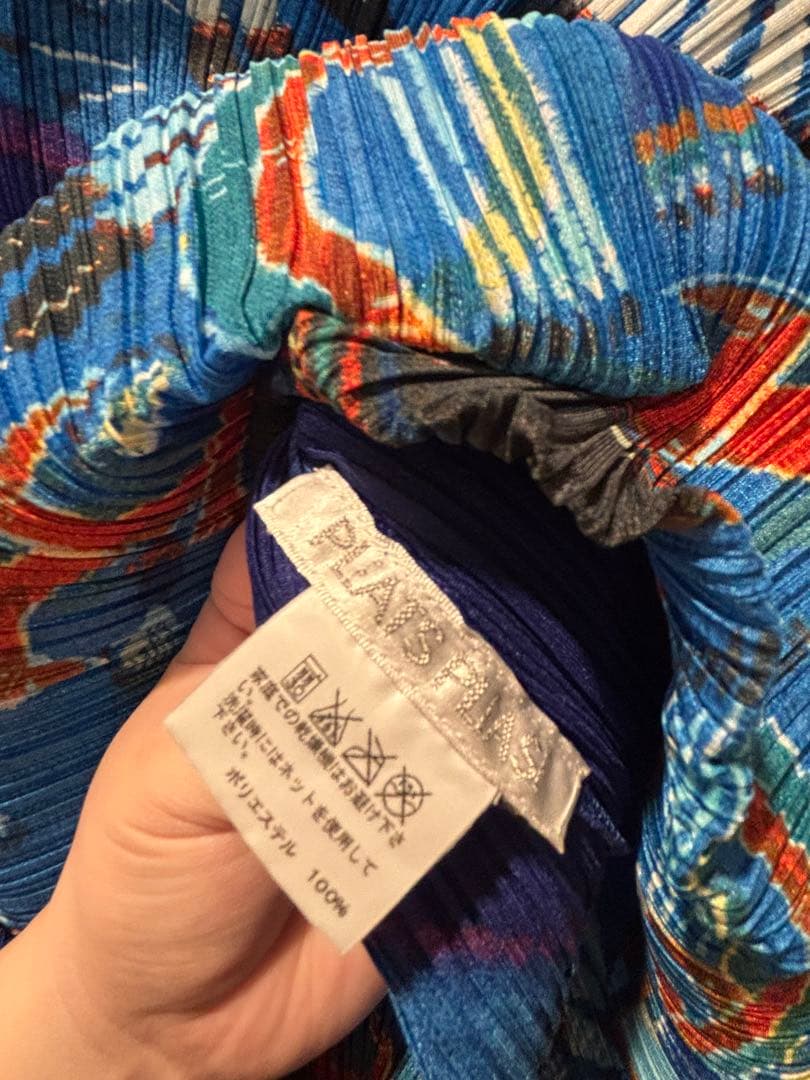 PLEATS PLEASE
家庭での乾燥機はお避け下さ
い。
洗濯時にはネットを使用して
下さい。
ポリエステル 100%